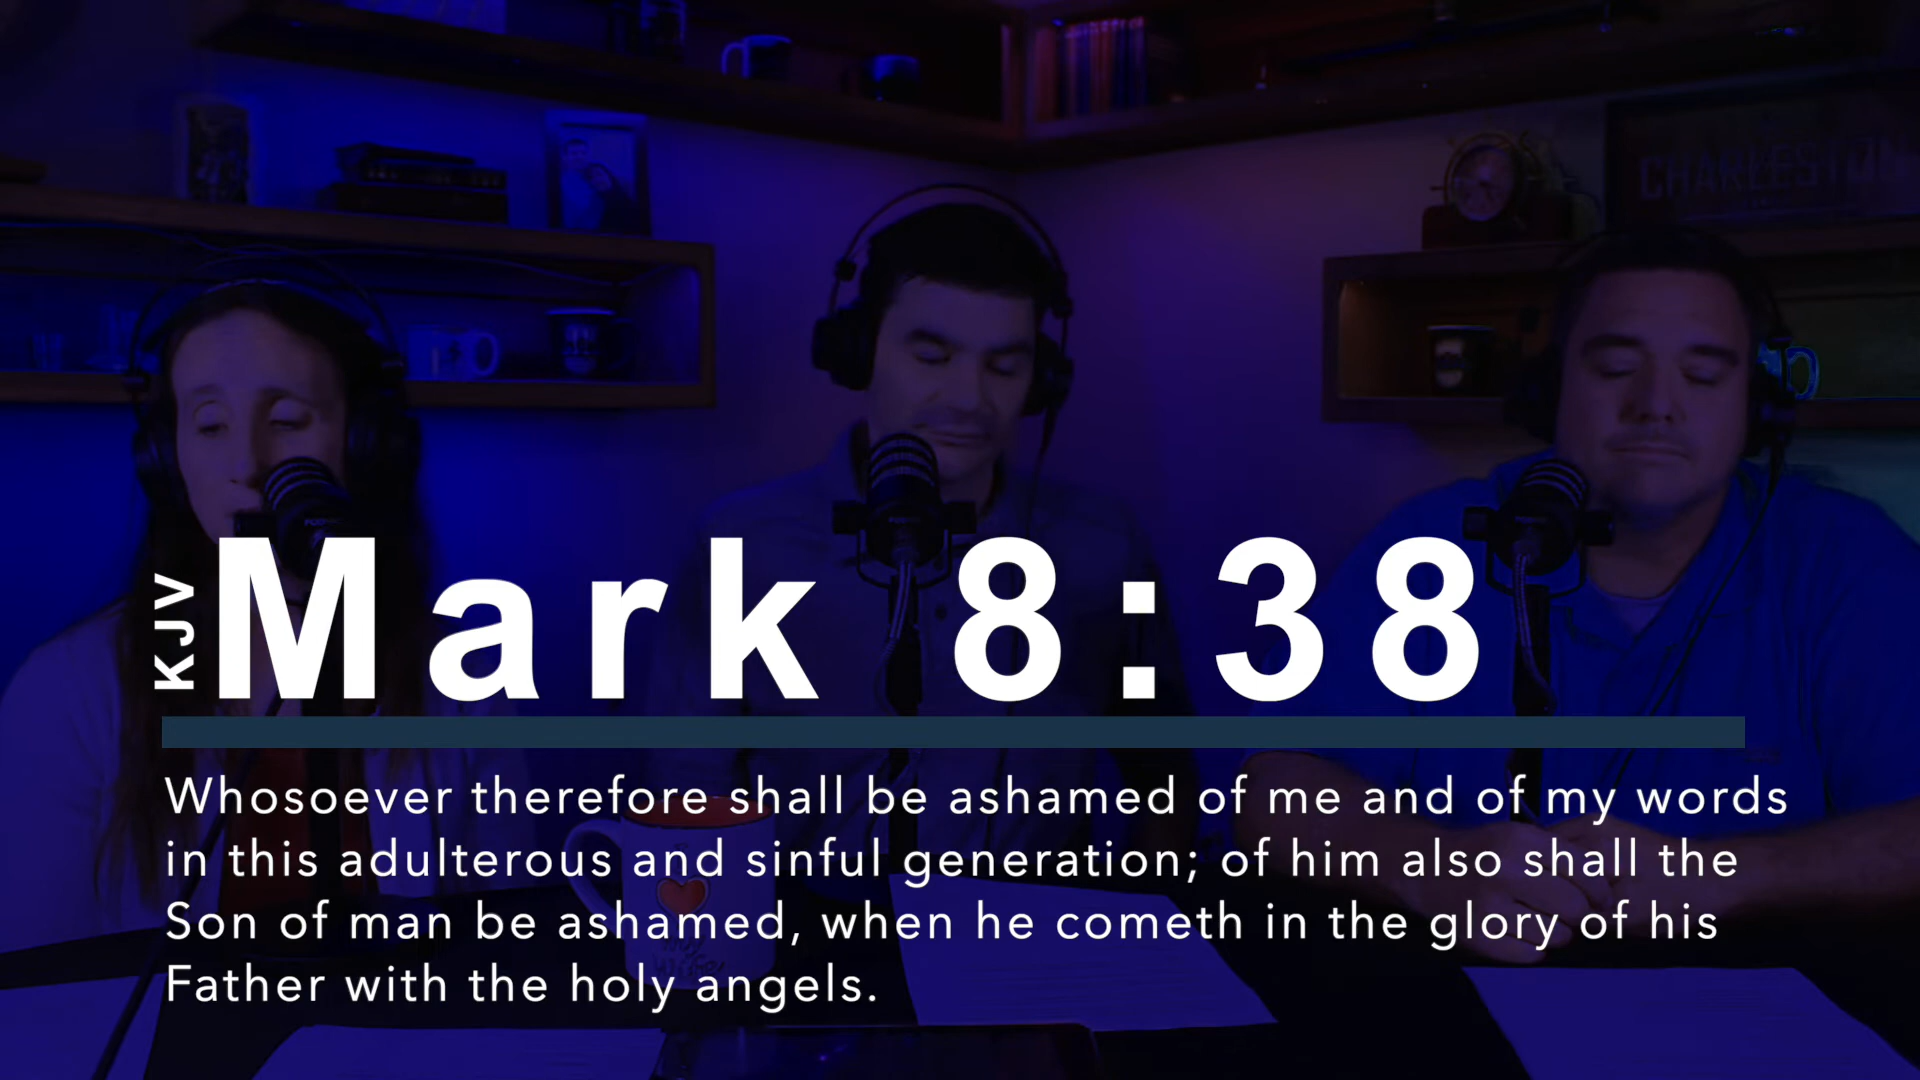 CHARLESTON
KJV
Mark 8:38
Whosoever therefore shall be ashamed of me and of my words
in this adulterous and sinful generation; of him also shall the
Son of man be ashamed, when he cometh in the glory of his
Father with the holy angels.